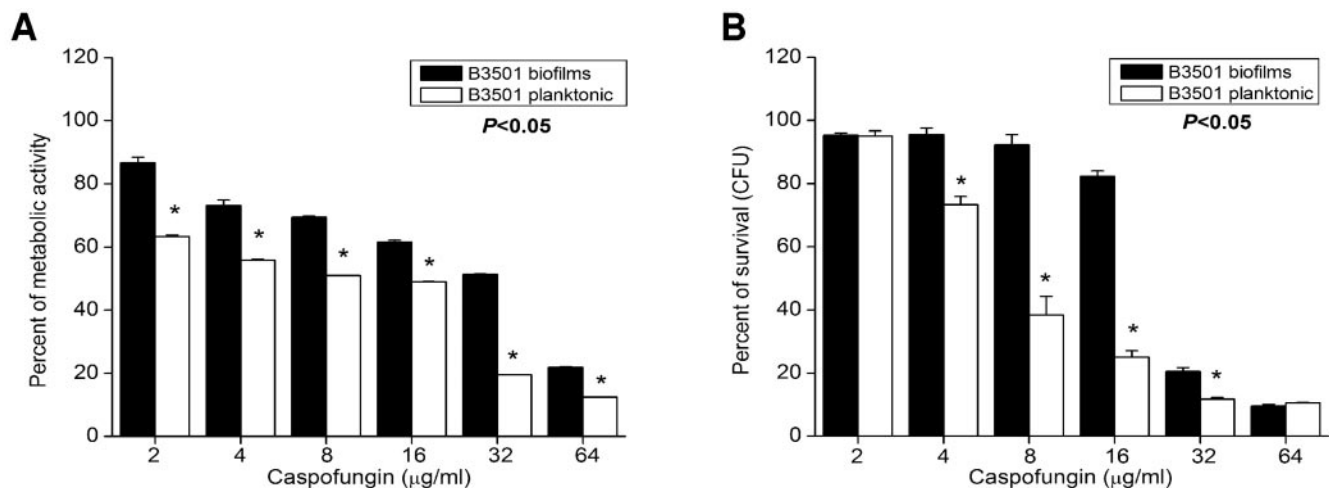 A
120
100
80
60
40
20
0
Percent of metabolic activity
B3501 biofilms
B3501 planktonic
P<0.05
*
*
*
*
*
*
2 4 8 16 32 64
Caspofungin (μg/ml)
B
120
100
80
60
40
20
0
Percent of survival (CFU)
B3501 biofilms
B3501 planktonic
P<0.05
*
*
*
*
2 4 8 16 32 64
Caspofungin (μg/ml)